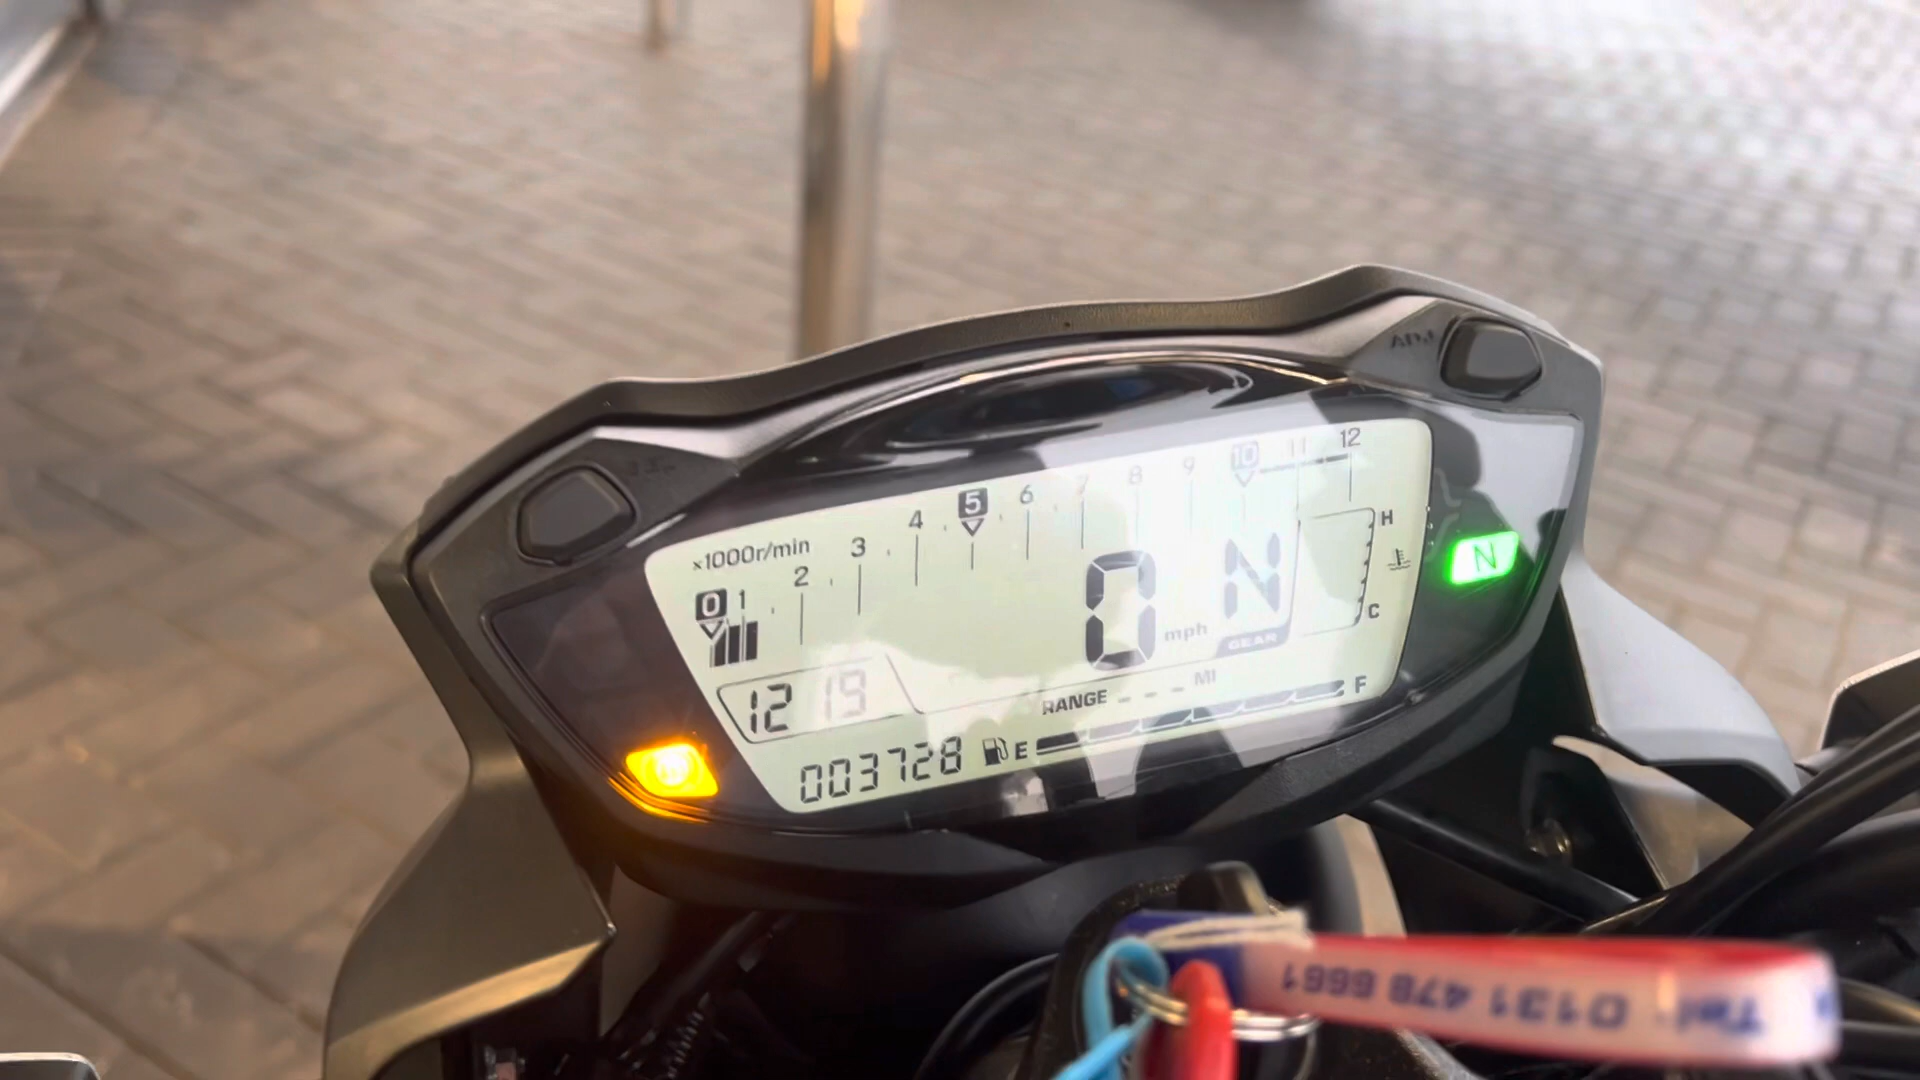 ADJ
×1000r/min
0 1 2 3 4 5 6 7 8 9 10 11 12
0 mph
N
GEAR
H
C
N
12 19
RANGE --- MI
003728
E F
Tel: 0131 478 6661